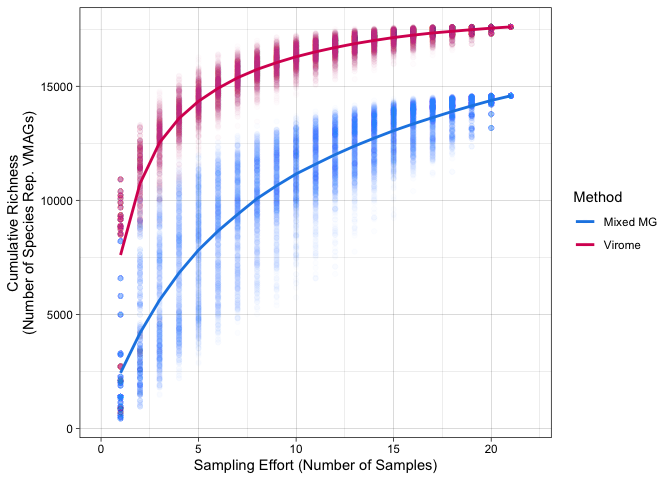 15000
10000
5000
0
0
5
10
15
20
Cumulative Richness
(Number of Species Rep. VMAGs)
Sampling Effort (Number of Samples)
Method
Mixed MG
Virome